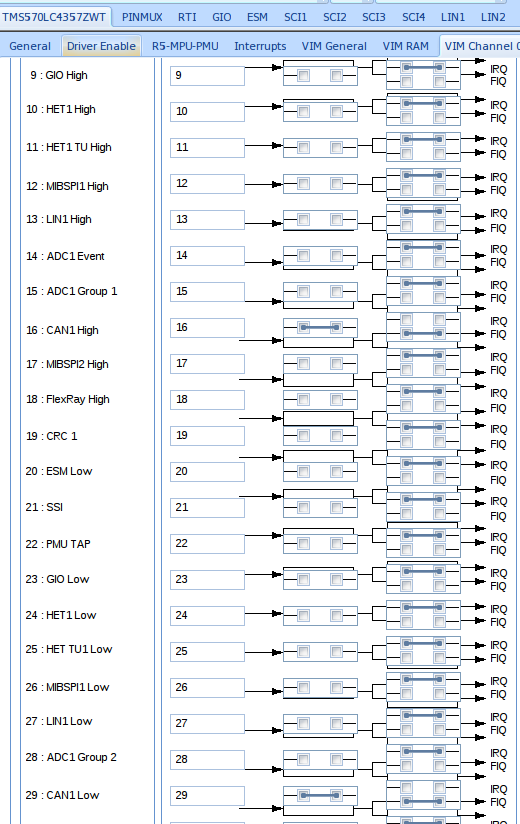 TMS570LC4357ZWT PINMUX RTI GIO ESM SCI1 SCI2 SCI3 SCI4 LIN1 LIN2
General Driver Enable R5-MPU-PMU Interrupts VIM General VIM RAM VIM Channel 0
9 : GIO High 9 IRQ
FIQ
10 : HET1 High 10 IRQ
FIQ
11 : HET1 TU High 11 IRQ
FIQ
12 : MIBSPI1 High 12 IRQ
FIQ
13 : LIN1 High 13 IRQ
FIQ
14 : ADC1 Event 14 IRQ
FIQ
15 : ADC1 Group 1 15 IRQ
FIQ
16 : CAN1 High 16 IRQ
FIQ
17 : MIBSPI2 High 17 IRQ
FIQ
18 : FlexRay High 18 IRQ
FIQ
19 : CRC 1 19 IRQ
FIQ
20 : ESM Low 20 IRQ
FIQ
21 : SSI 21 IRQ
FIQ
22 : PMU TAP 22 IRQ
FIQ
23 : GIO Low 23 IRQ
FIQ
24 : HET1 Low 24 IRQ
FIQ
25 : HET TU1 Low 25 IRQ
FIQ
26 : MIBSPI1 Low 26 IRQ
FIQ
27 : LIN1 Low 27 IRQ
FIQ
28 : ADC1 Group 2 28 IRQ
FIQ
29 : CAN1 Low 29 IRQ
FIQ